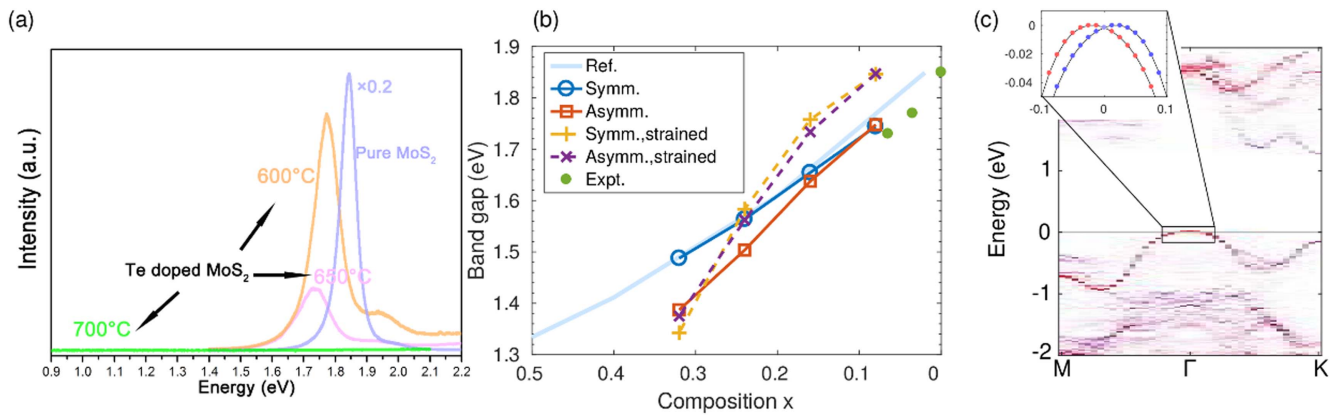 (a)
Intensity (a.u.)
×0.2
Pure MoS₂
600°C
Te doped MoS₂
650°C
700°C
0.9 1.0 1.1 1.2 1.3 1.4 1.5 1.6 1.7 1.8 1.9 2.0 2.1 2.2
Energy (eV)
(b)
Band gap (eV)
1.9
1.8
1.7
1.6
1.5
1.4
1.3
Ref.
Symm.
Asymm.
Symm.,strained
Asymm.,strained
Expt.
0.5 0.4 0.3 0.2 0.1 0
Composition x
(c)
0
-0.02
-0.04
-0.1 0 0.1
Energy (eV)
1
0
-1
-2
M Γ K